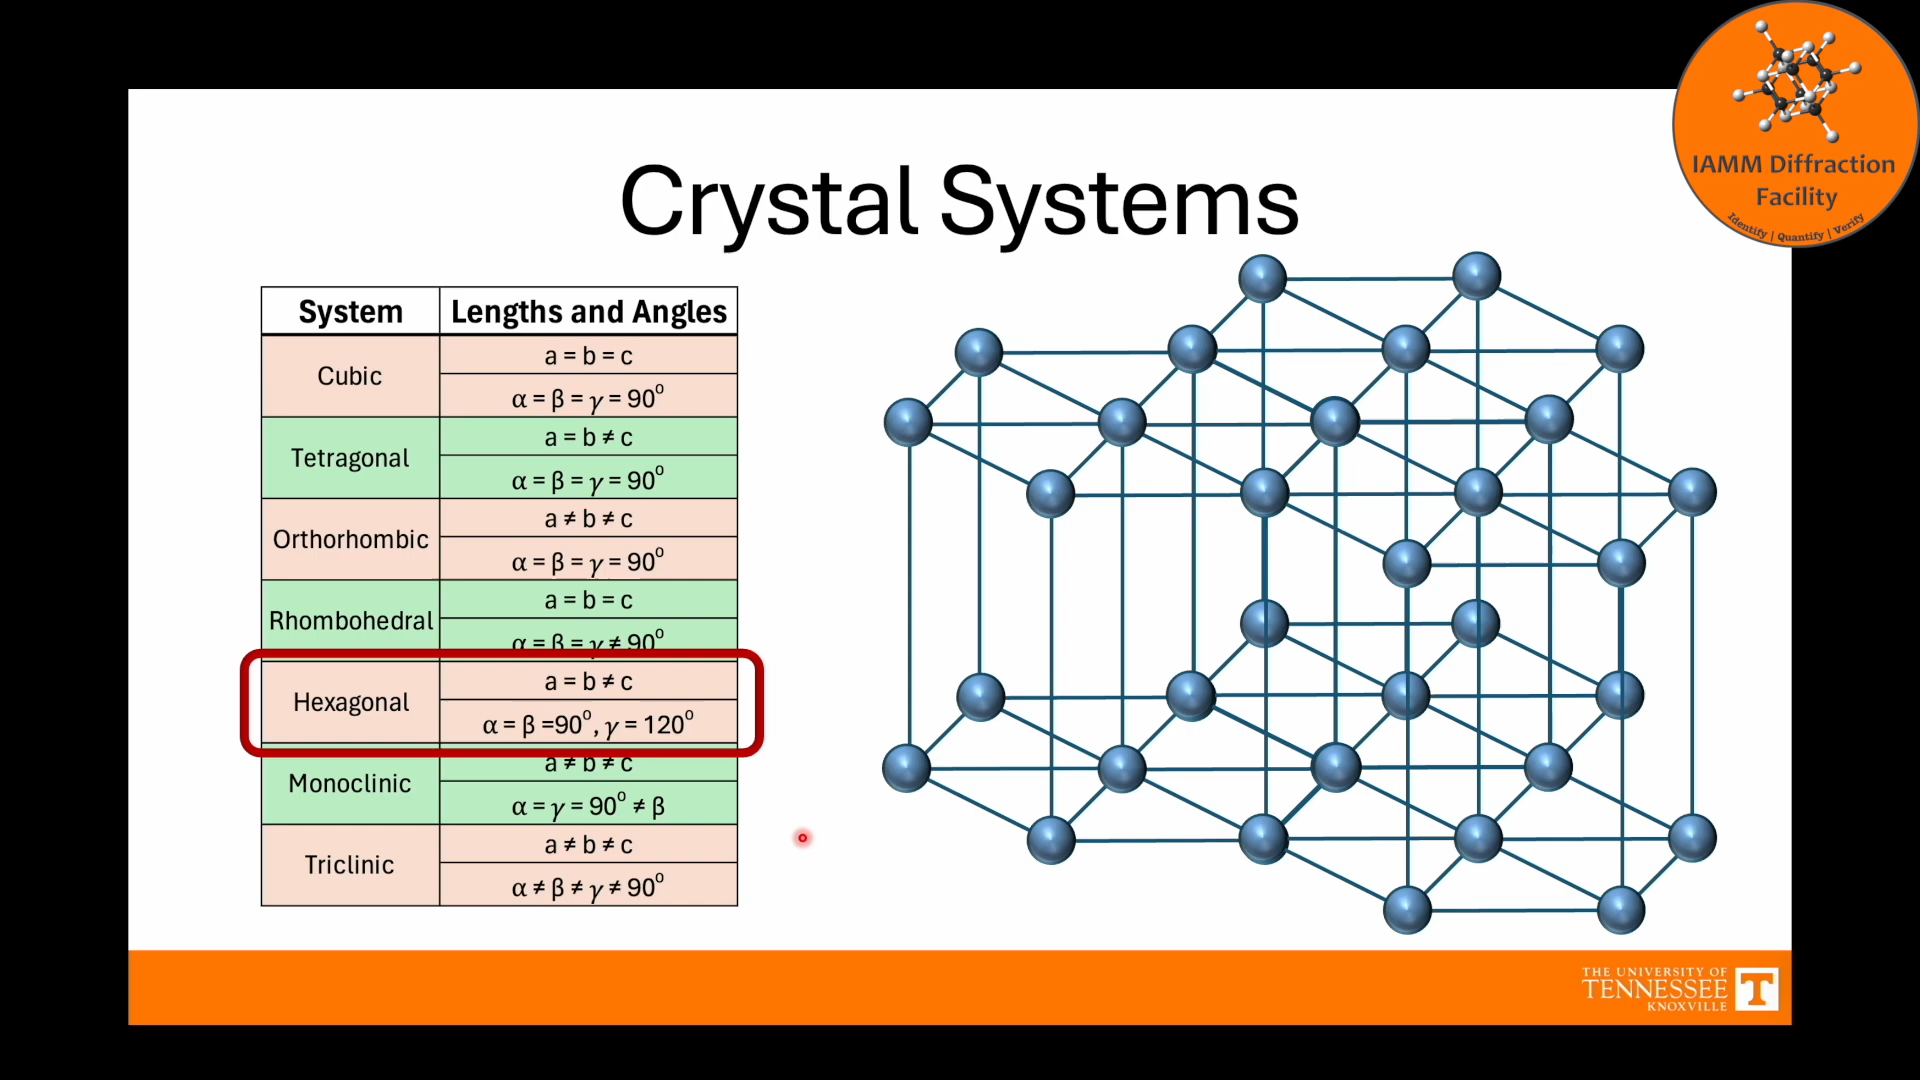 IAMM Diffraction
Facility
Identify | Quantify | Verify
Crystal Systems
System
Lengths and Angles
Cubic
a = b = c
α = β = γ = 90°
Tetragonal
a = b ≠ c
α = β = γ = 90°
Orthorhombic
a ≠ b ≠ c
α = β = γ = 90°
Rhombohedral
a = b = c
α = β = γ ≠ 90°
Hexagonal
a = b ≠ c
α = β =90°, γ = 120°
Monoclinic
a ≠ b ≠ c
α = γ = 90° ≠ β
Triclinic
a ≠ b ≠ c
α ≠ β ≠ γ ≠ 90°
THE UNIVERSITY OF
TENNESSEE
KNOXVILLE
T